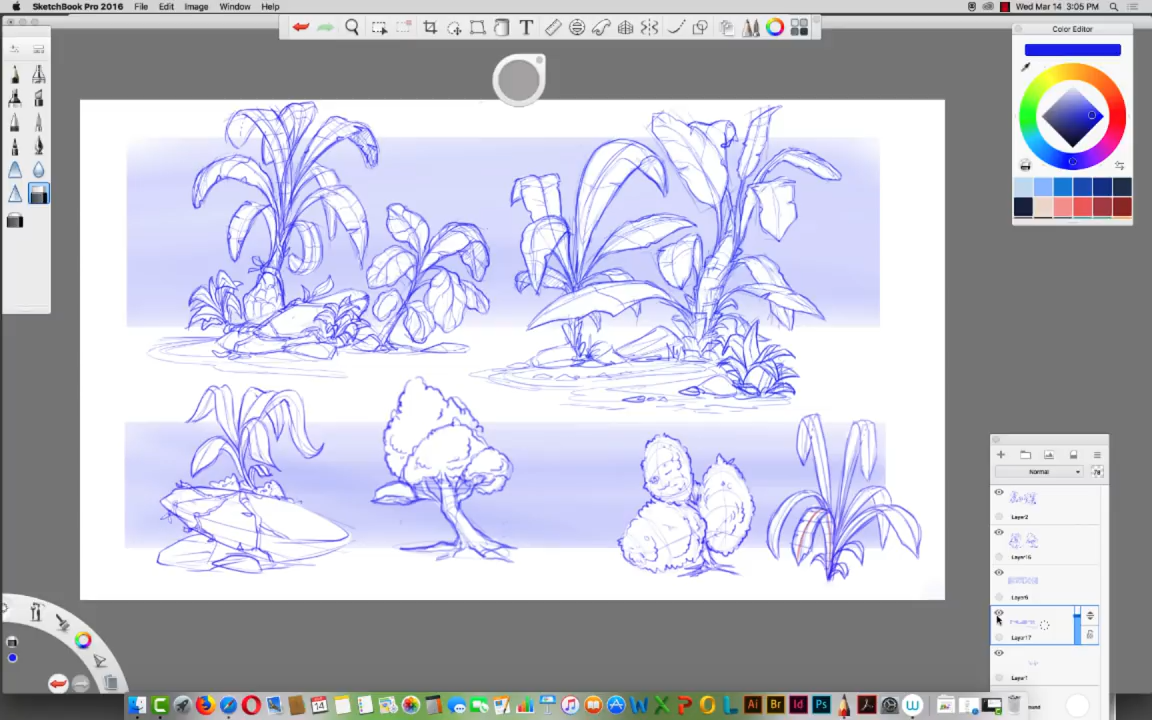 SketchBook Pro 2016 File Edit Image Window Help
Wed Mar 14 3:05 PM
Color Editor
Normal
Layer2
Layer16
Layer6
Layer17
Layer1